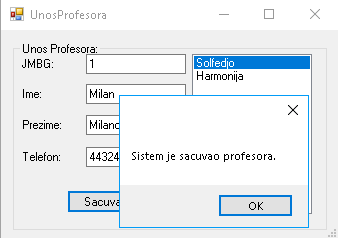 UnosProfesora
Unos Profesora:
JMBG: 1
Ime: Milan
Prezime:
Telefon:
Solfedjo
Harmonija
Sistem je sacuvao profesora.
OK